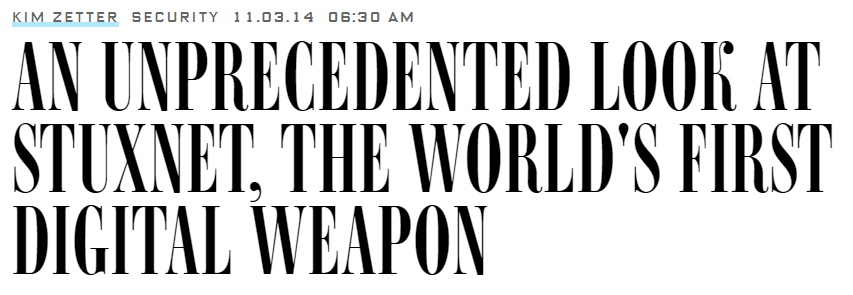 KIM ZETTER SECURITY 11.03.14 06:30 AM
AN UNPRECEDENTED LOOK AT
STUXNET, THE WORLD'S FIRST
DIGITAL WEAPON